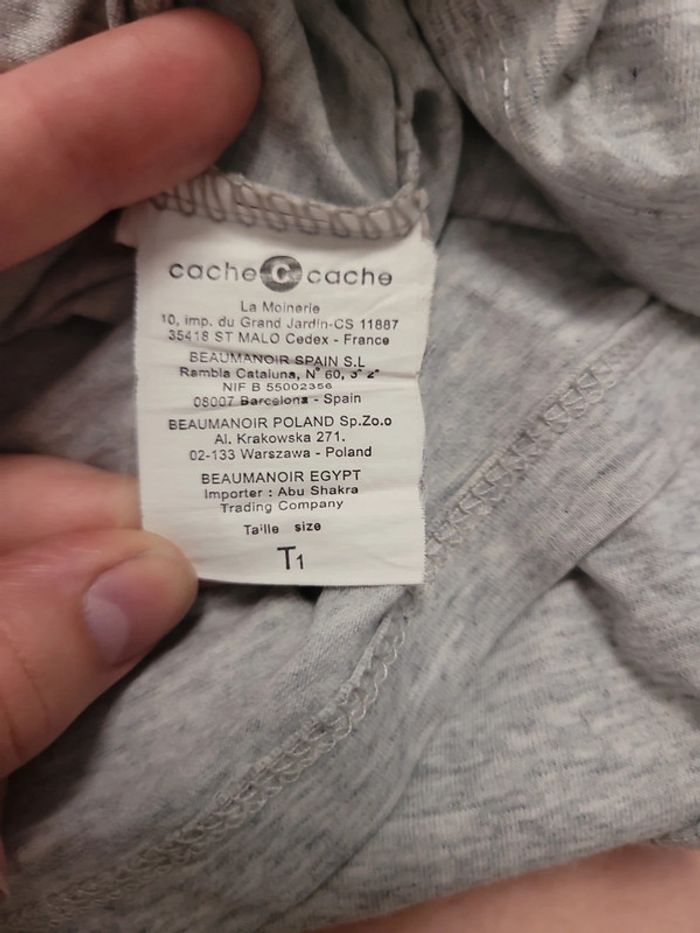 cache C cache
La Moinerie
10, imp. du Grand Jardin-CS 11887
35418 ST MALO Cedex - France
BEAUMANOIR SPAIN S.L
Rambla Cataluna, N° 60, 3° 2°
NIF B 55002356
08007 Barcelona - Spain
BEAUMANOIR POLAND Sp.Zo.o
Al. Krakowska 271.
02-133 Warszawa - Poland
BEAUMANOIR EGYPT
Importer : Abu Shakra
Trading Company
Taille size
T1